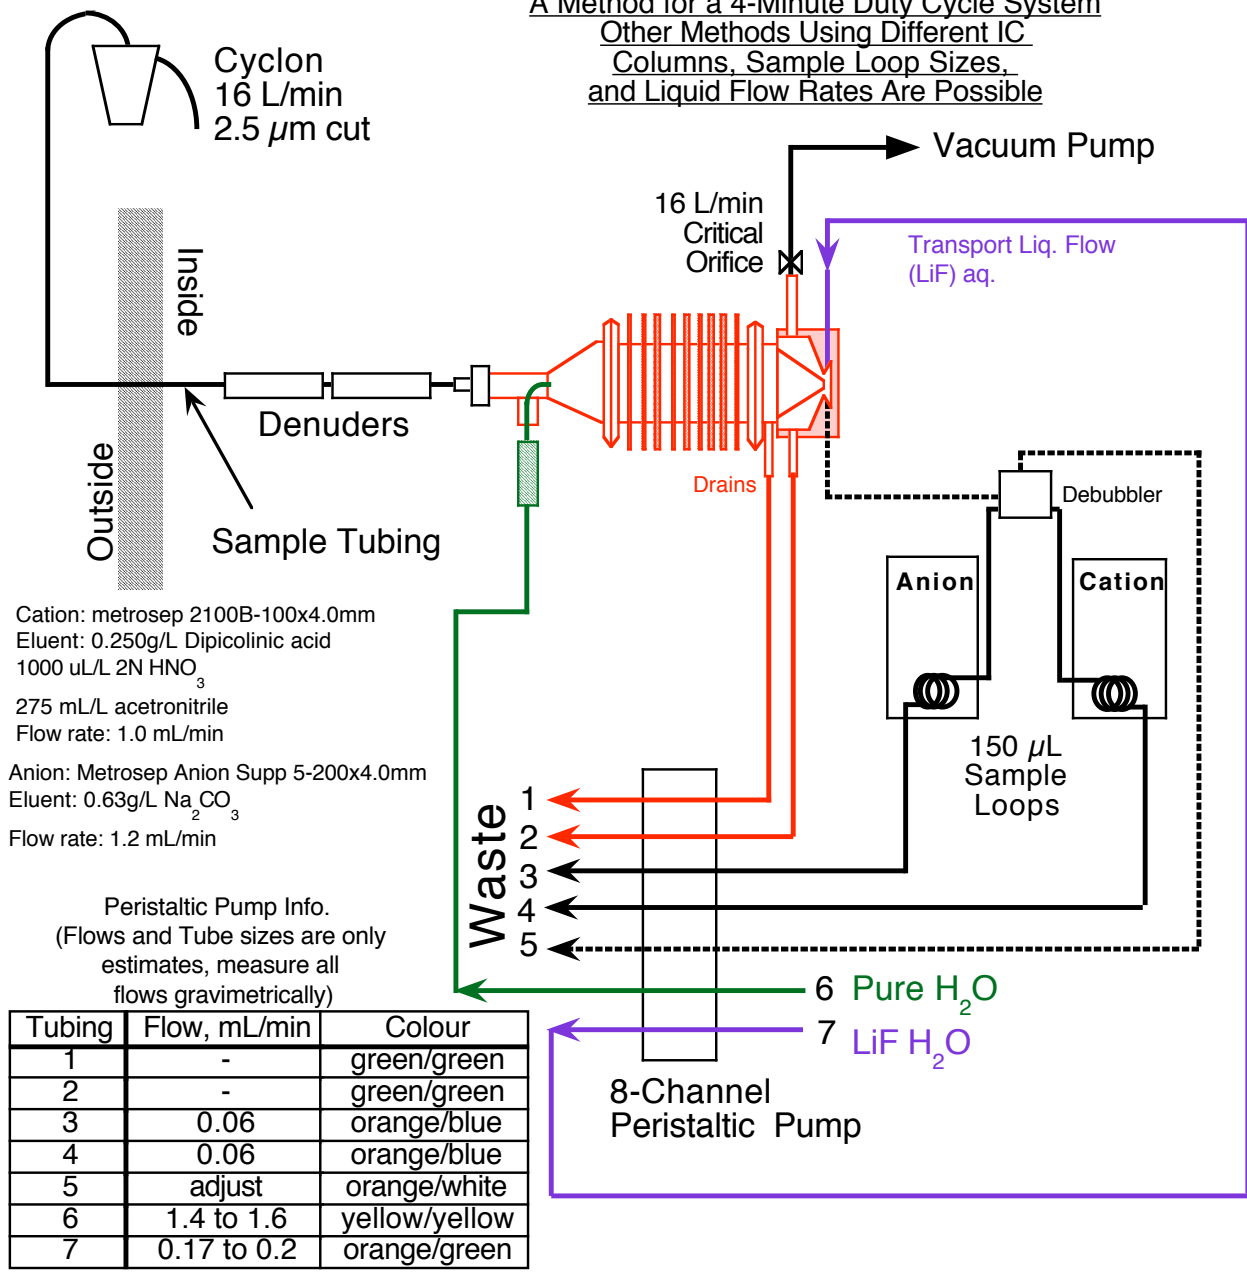 A Method for a 4-Minute Duty Cycle System
Other Methods Using Different IC
Columns, Sample Loop Sizes,
and Liquid Flow Rates Are Possible
Cyclon
16 L/min
2.5 µm cut
Vacuum Pump
16 L/min
Critical
Orifice
Transport Liq. Flow
(LiF) aq.
Inside
Outside
Denuders
Sample Tubing
Drains
Debubbler
Anion
Cation
150 µL
Sample
Loops
Cation: metrosep 2100B-100x4.0mm
Eluent: 0.250g/L Dipicolinic acid
1000 uL/L 2N HNO3
275 mL/L acetronitrile
Flow rate: 1.0 mL/min
Anion: Metrosep Anion Supp 5-200x4.0mm
Eluent: 0.63g/L Na2CO3
Flow rate: 1.2 mL/min
Waste
1
2
3
4
5
6 Pure H2O
7 LiF H2O
8-Channel
Peristaltic Pump
Peristaltic Pump Info.
(Flows and Tube sizes are only
estimates, measure all
flows gravimetrically)
Tubing Flow, mL/min Colour
1 - green/green
2 - green/green
3 0.06 orange/blue
4 0.06 orange/blue
5 adjust orange/white
6 1.4 to 1.6 yellow/yellow
7 0.17 to 0.2 orange/green